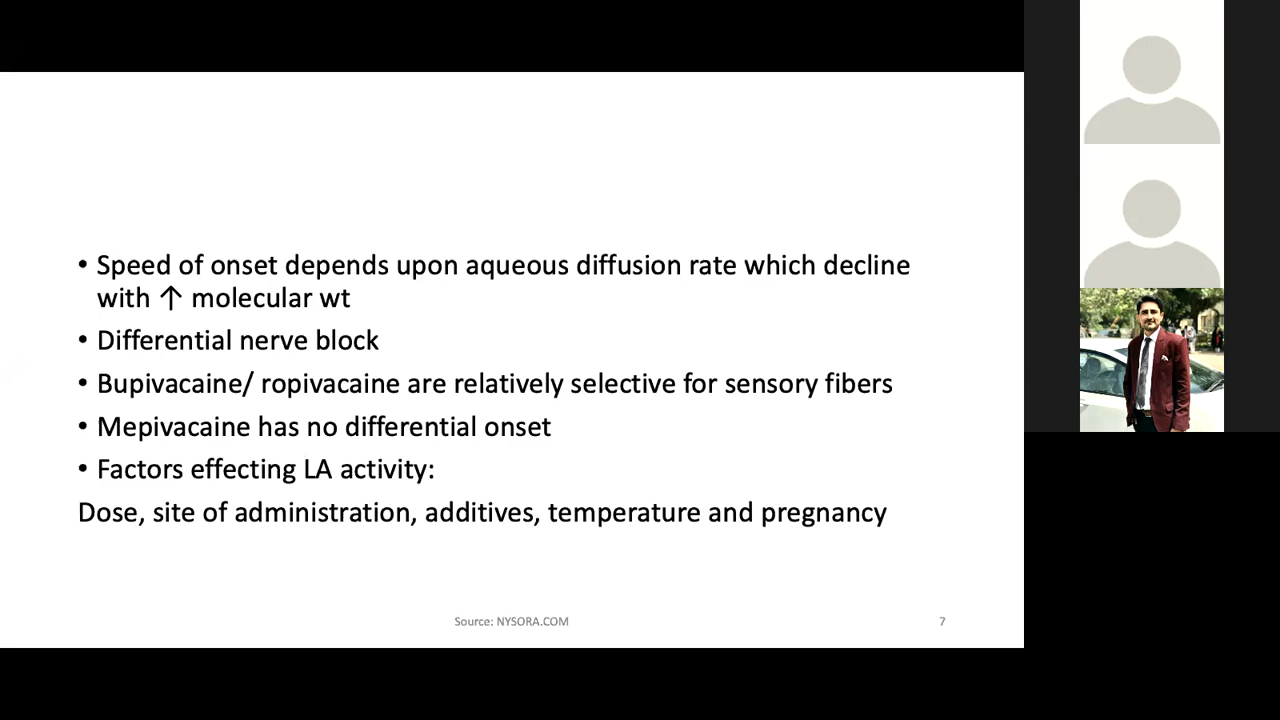 • Speed of onset depends upon aqueous diffusion rate which decline
with ↑ molecular wt
• Differential nerve block
• Bupivacaine/ ropivacaine are relatively selective for sensory fibers
• Mepivacaine has no differential onset
• Factors effecting LA activity:
Dose, site of administration, additives, temperature and pregnancy
Source: NYSORA.COM
7